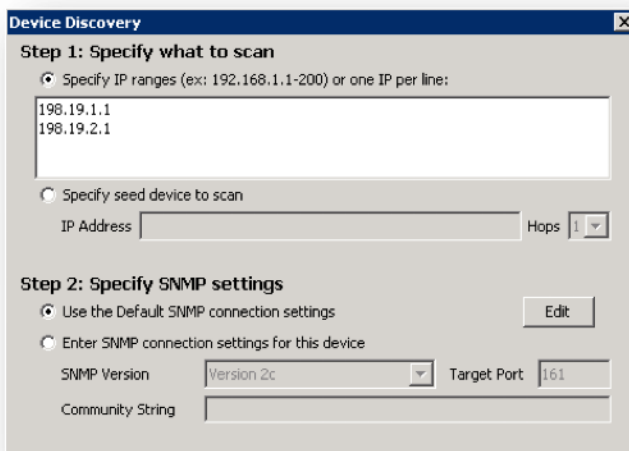 Device Discovery
Step 1: Specify what to scan
Specify IP ranges (ex: 192.168.1.1-200) or one IP per line:
198.19.1.1
198.19.2.1
Specify seed device to scan
IP Address Hops 1
Step 2: Specify SNMP settings
Use the Default SNMP connection settings Edit
Enter SNMP connection settings for this device
SNMP Version Version 2c Target Port 161
Community String